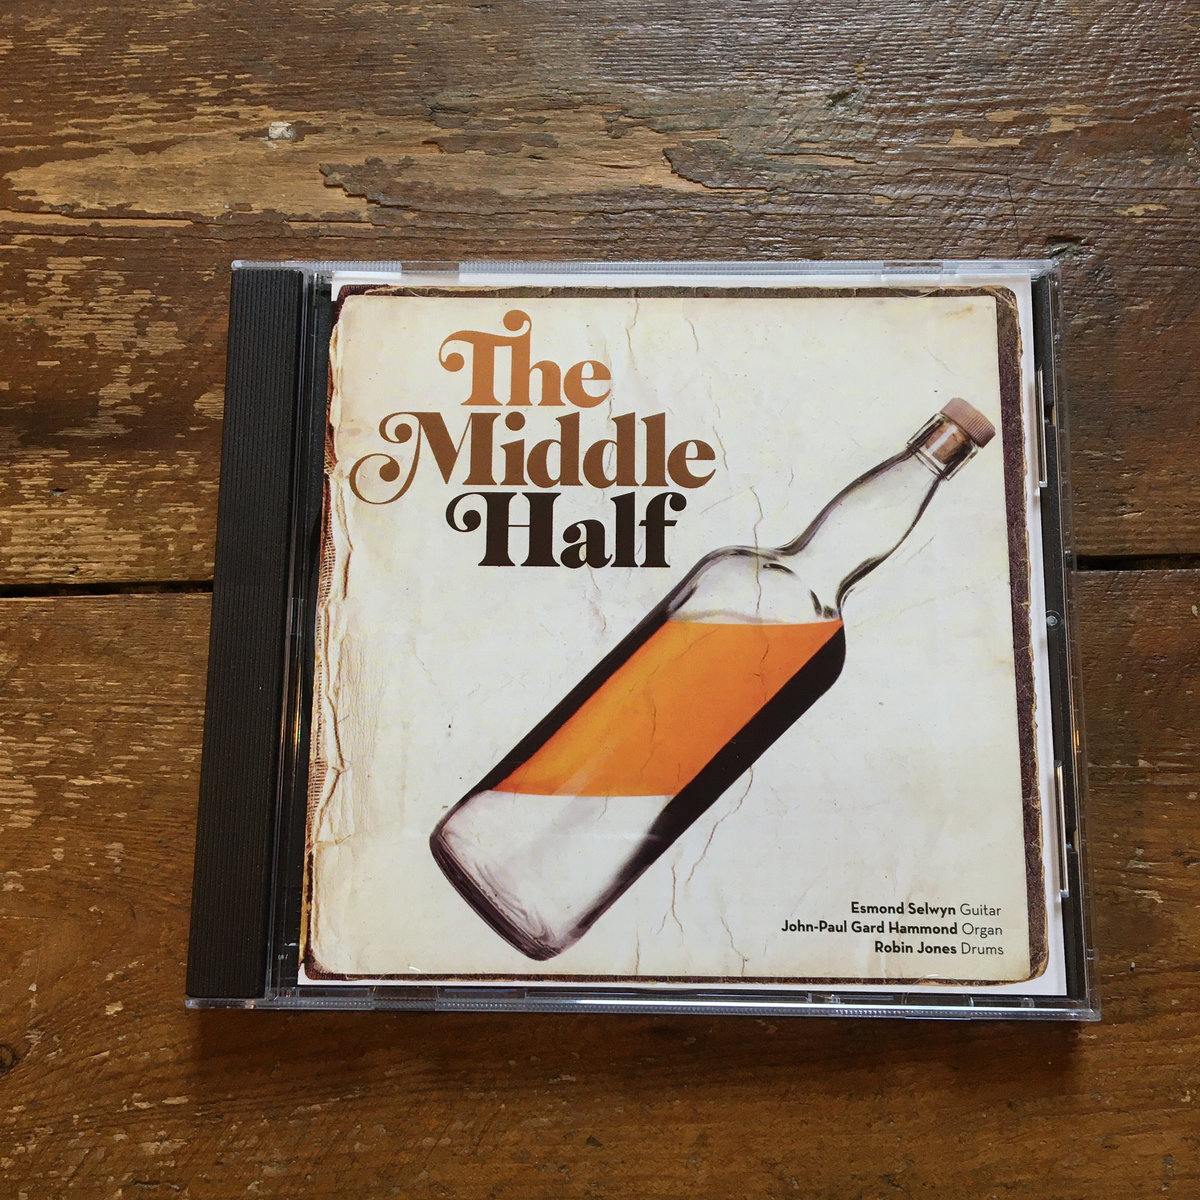 The
Middle
Half
Esmond Selwyn Guitar
John-Paul Gard Hammond Organ
Robin Jones Drums